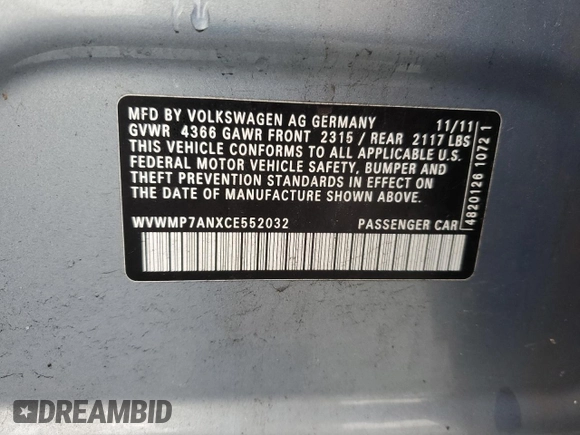 MFD BY VOLKSWAGEN AG GERMANY 11/11
GVWR 4366 GAWR FRONT 2315 / REAR 2117 LBS
THIS VEHICLE CONFORMS TO ALL APPLICABLE U.S.
FEDERAL MOTOR VEHICLE SAFETY, BUMPER AND
THEFT PREVENTION STANDARDS IN EFFECT ON
THE DATE OF MANUFACTURE SHOWN ABOVE.
WVWMP7ANXCE552032 PASSENGER CAR
4820126 1072 1
DREAMBID